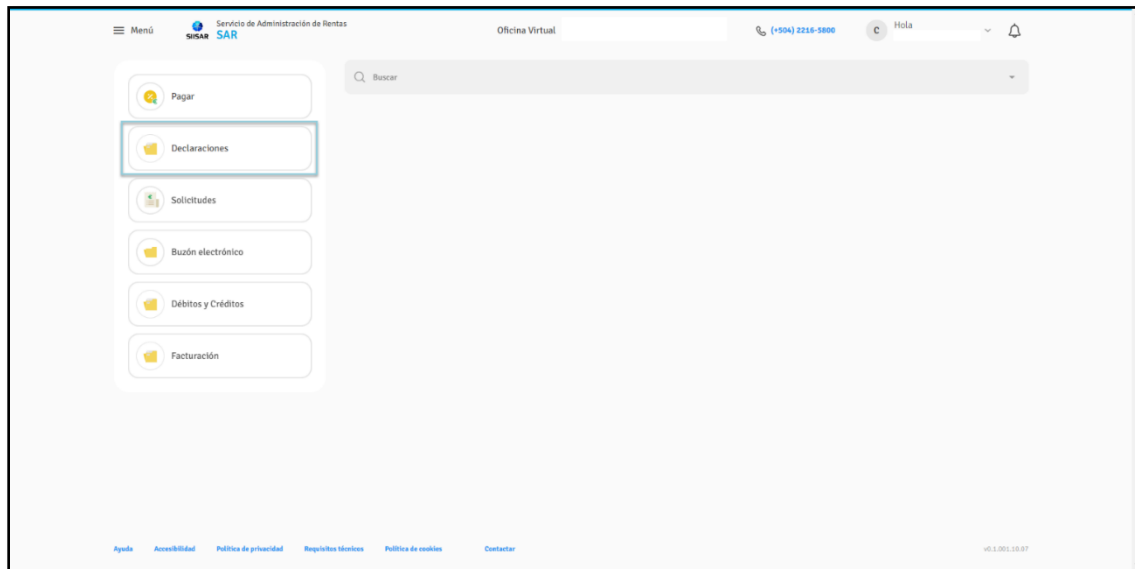 Menú
SIISAR
Servicio de Administración de Rentas
SAR
Oficina Virtual
(+504) 2216-5800
C
Hola
Buscar
Pagar
Declaraciones
Solicitudes
Buzón electrónico
Débitos y Créditos
Facturación
Ayuda Accesibilidad Política de privacidad Requisitos técnicos Política de cookies Contactar v0.1.001.10.07